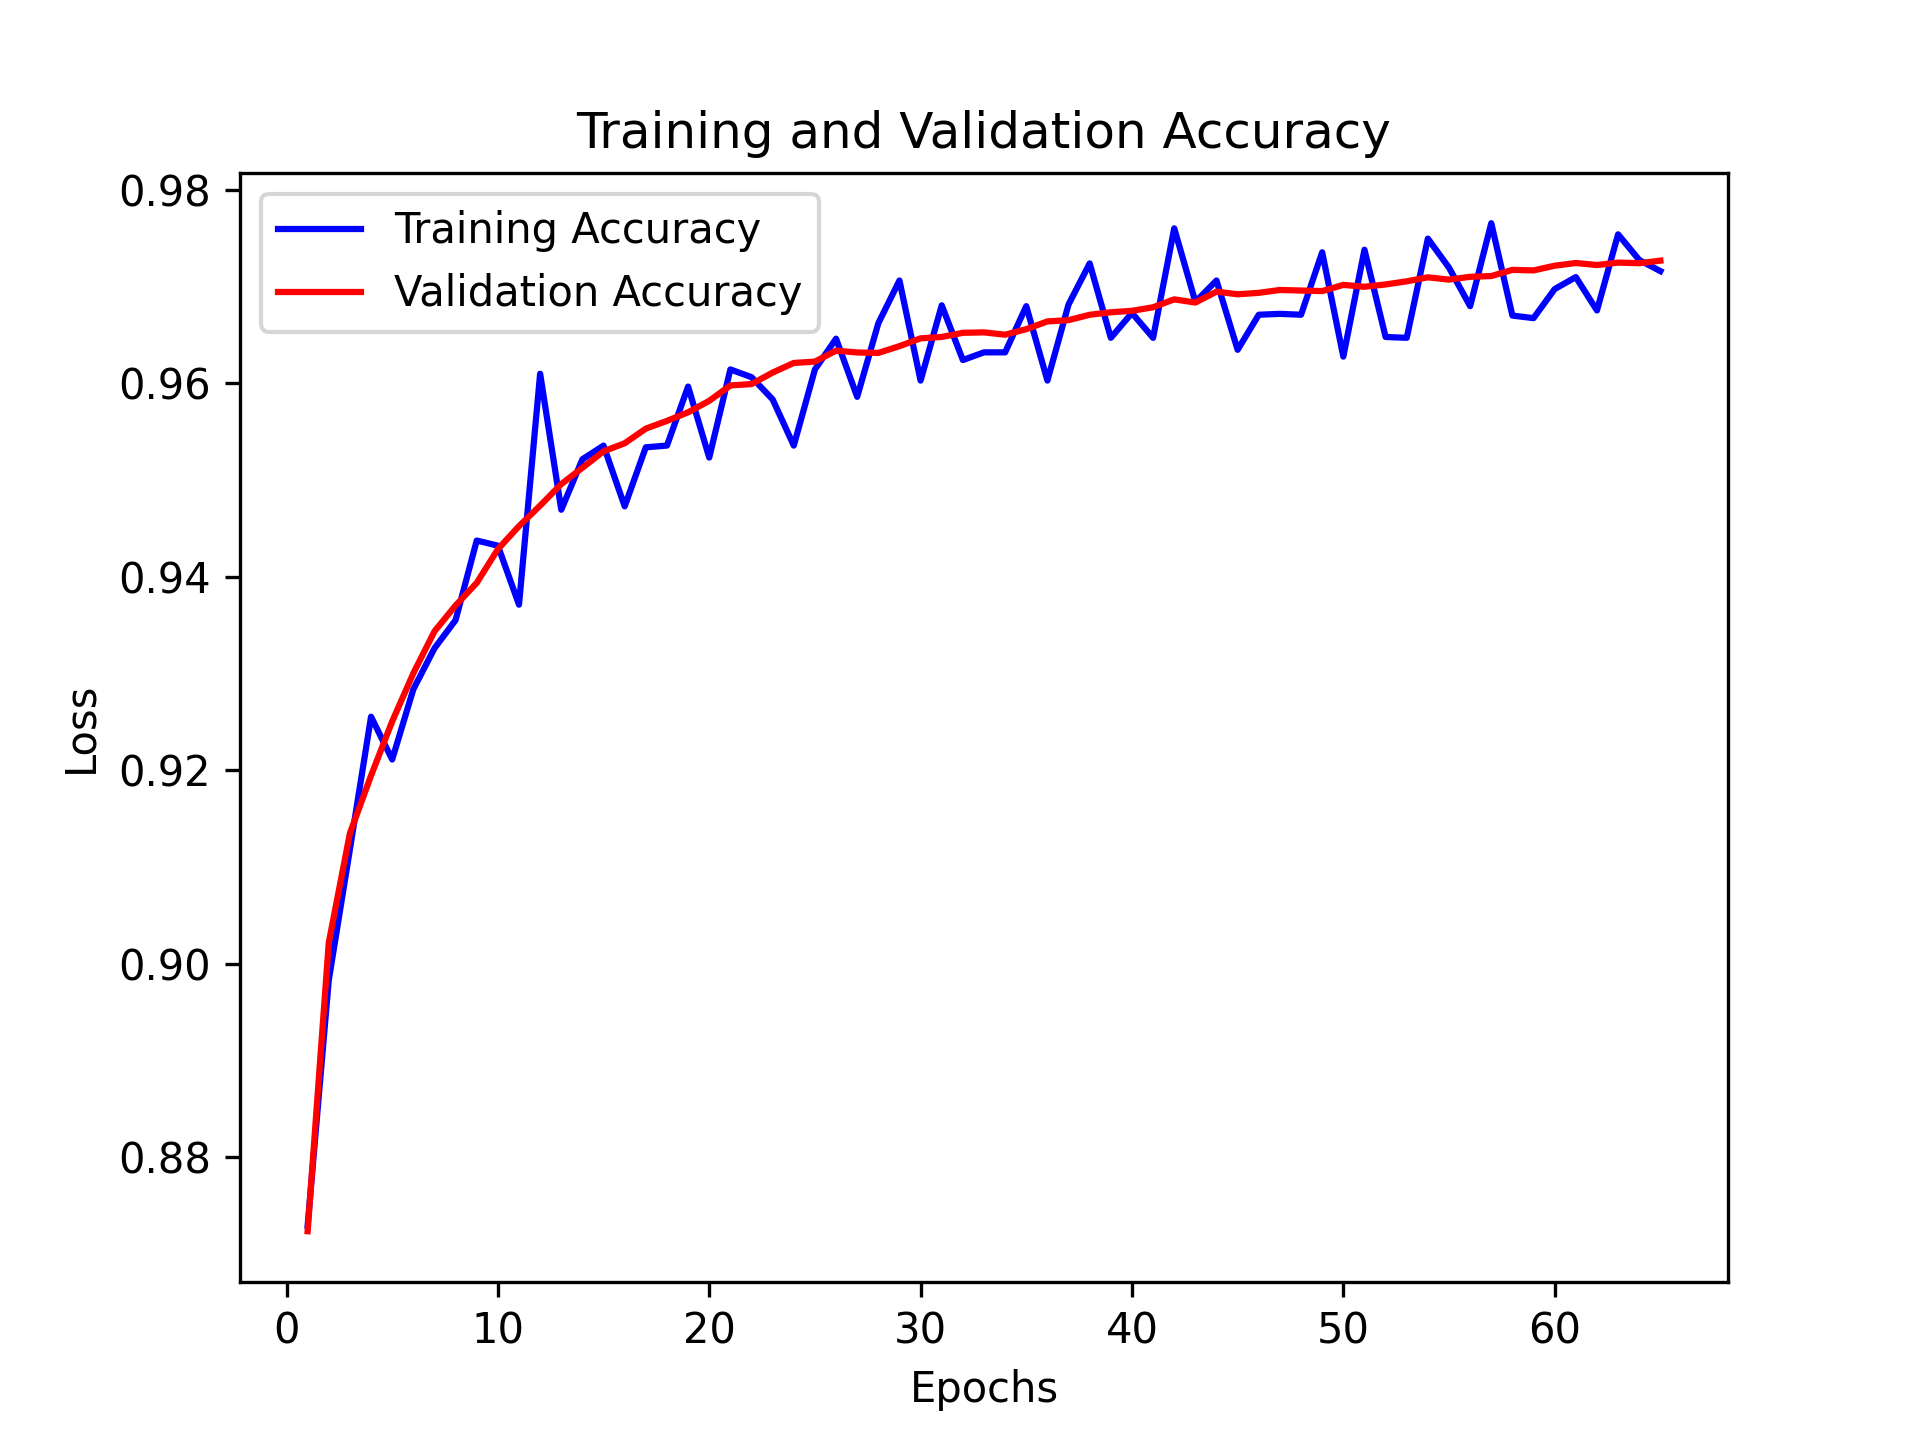 Training and Validation Accuracy
Training Accuracy
Validation Accuracy
0.98
0.96
0.94
0.92
0.90
0.88
Loss
0 10 20 30 40 50 60
Epochs